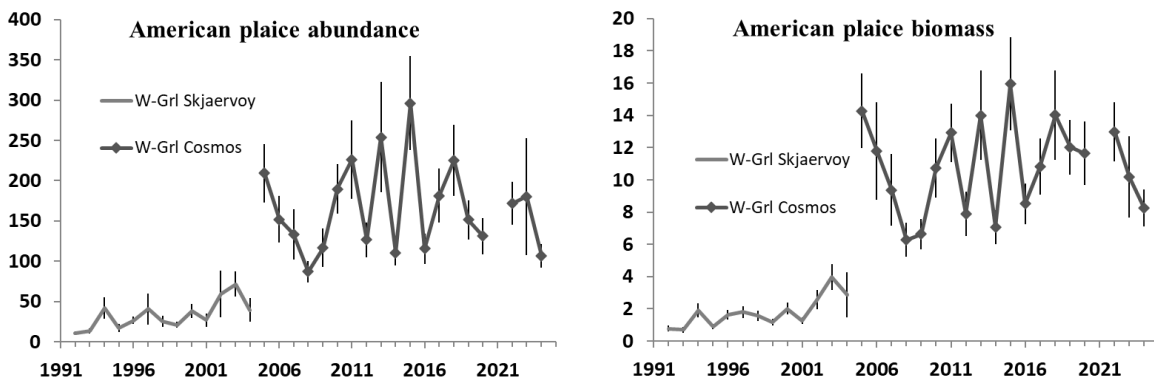 American plaice abundance
400
350
300
250
200
150
100
50
0
W-Grl Skjaervoy
W-Grl Cosmos
1991 1996 2001 2006 2011 2016 2021
American plaice biomass
20
18
16
14
12
10
8
6
4
2
0
W-Grl Skjaervoy
W-Grl Cosmos
1991 1996 2001 2006 2011 2016 2021